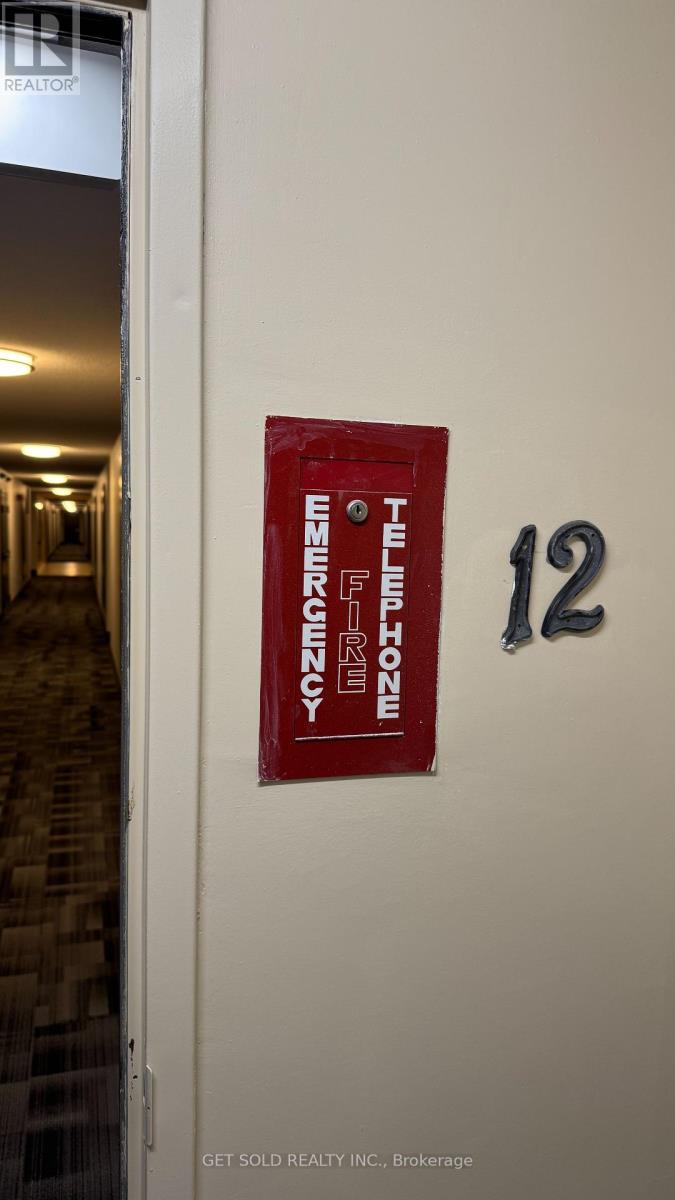 REALTOR®
EMERGENCY
FIRE
TELEPHONE
12
GET SOLD REALTY INC., Brokerage